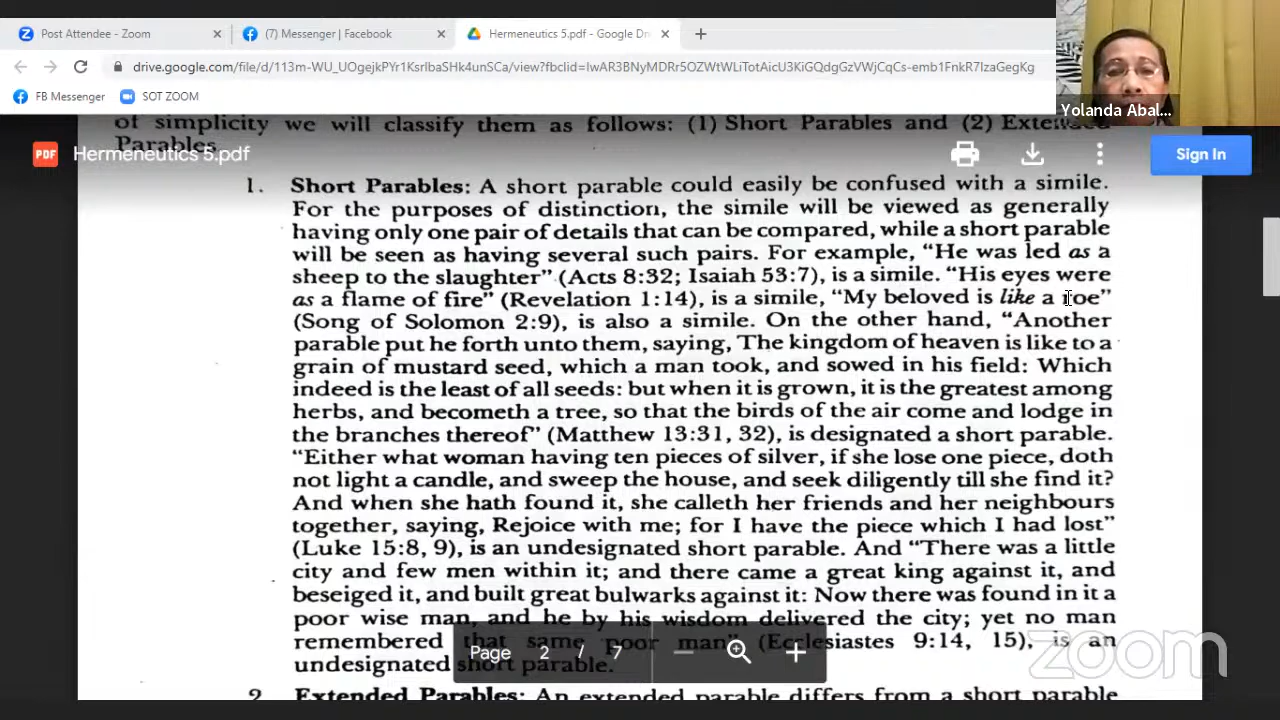 Post Attendee - Zoom
(7) Messenger | Facebook
Hermeneutics 5.pdf - Google Dri
FB Messenger
SOT ZOOM
Yolanda Abal...
of simplicity we will classify them as follows: (1) Short Parables and (2) Extended
Parables
PDF Hermeneutics 5.pdf
Sign In
1. Short Parables: A short parable could easily be confused with a simile.
For the purposes of distinction, the simile will be viewed as generally
having only one pair of details that can be compared, while a short parable
will be seen as having several such pairs. For example, “He was led as a
sheep to the slaughter” (Acts 8:32; Isaiah 53:7), is a simile. “His eyes were
as a flame of fire” (Revelation 1:14), is a simile, “My beloved is like a roe”
(Song of Solomon 2:9), is also a simile. On the other hand, “Another
parable put he forth unto them, saying, The kingdom of heaven is like to a
grain of mustard seed, which a man took, and sowed in his field: Which
indeed is the least of all seeds: but when it is grown, it is the greatest among
herbs, and becometh a tree, so that the birds of the air come and lodge in
the branches thereof” (Matthew 13:31, 32), is designated a short parable.
“Either what woman having ten pieces of silver, if she lose one piece, doth
not light a candle, and sweep the house, and seek diligently till she find it?
And when she hath found it, she calleth her friends and her neighbours
together, saying, Rejoice with me; for I have the piece which I had lost”
(Luke 15:8, 9), is an undesignated short parable. And “There was a little
city and few men within it; and there came a great king against it, and
beseiged it, and built great bulwarks against it: Now there was found in it a
poor wise man, and he by his wisdom delivered the city; yet no man
remembered that same poor man” (Ecclesiastes 9:14, 15), is an
undesignated short parable.
Page 2 / 7
zoom
2. Extended Parables: An extended parable differs from a short parable